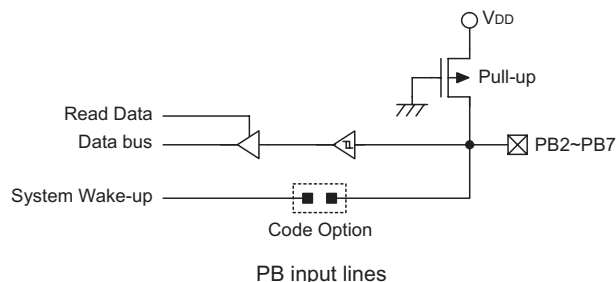 VDD
Pull-up
Read Data
Data bus
PB2~PB7
System Wake-up
Code Option
PB input lines